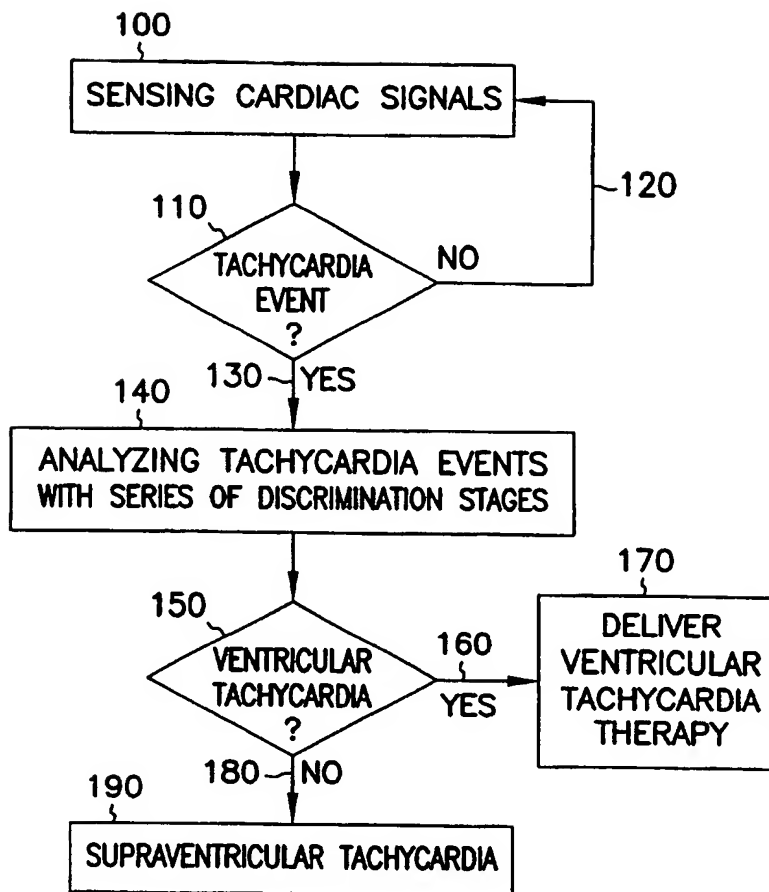 100
SENSING CARDIAC SIGNALS
120
110
TACHYCARDIA
EVENT
?
NO
130
YES
140
ANALYZING TACHYCARDIA EVENTS
WITH SERIES OF DISCRIMINATION STAGES
150
VENTRICULAR
TACHYCARDIA
?
160
YES
170
DELIVER
VENTRICULAR
TACHYCARDIA
THERAPY
180
NO
190
SUPRAVENTRICULAR TACHYCARDIA